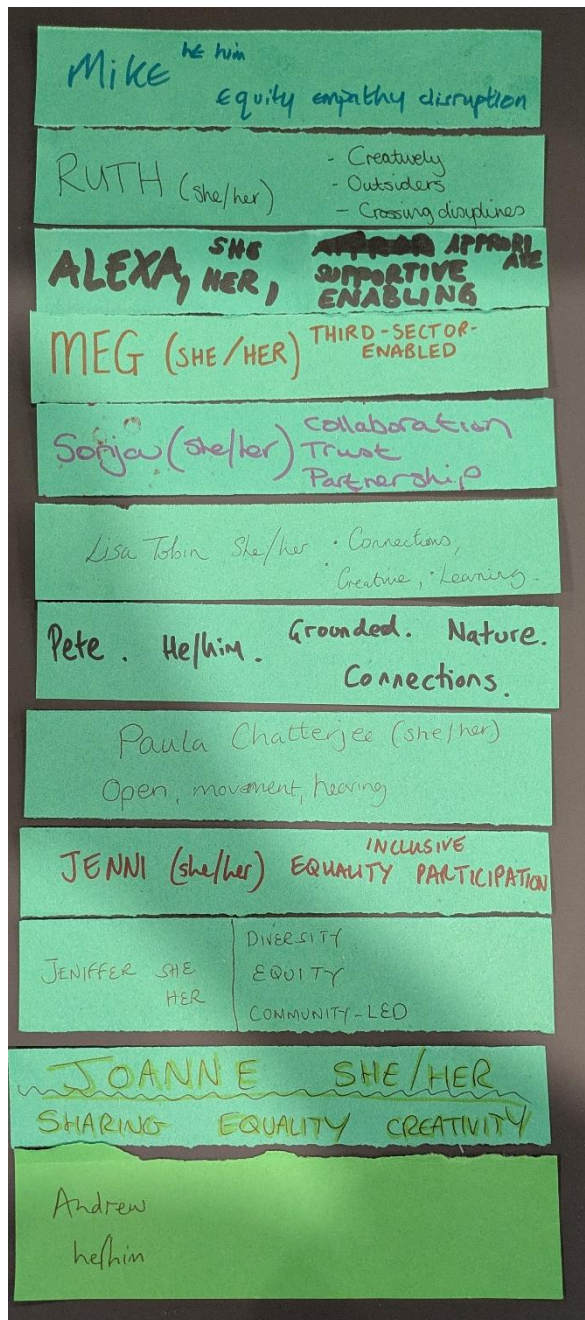 Mike he him
Equity empathy disruption
RUTH (she/her)
- Creatively
- Outsiders
- Crossing disciplines
ALEXA, SHE HER,
APPROPRIATE
SUPPORTIVE
ENABLING
MEG (SHE/HER) THIRD-SECTOR-
ENABLED
Sonja (she/her) Collaboration
Trust
Partnership
Lisa Tobin She/her · Connections,
· Creative, · Learning.
Pete. He/him. Grounded. Nature.
Connections.
Paula Chatterjee (she/her)
Open, movement, hearing
JENNI (she/her) INCLUSIVE
EQUALITY PARTICIPATION
JENIFFER SHE
HER
DIVERSITY
EQUITY
COMMUNITY-LED
JOANNE SHE/HER
SHARING EQUALITY CREATIVITY
Andrew
he/him